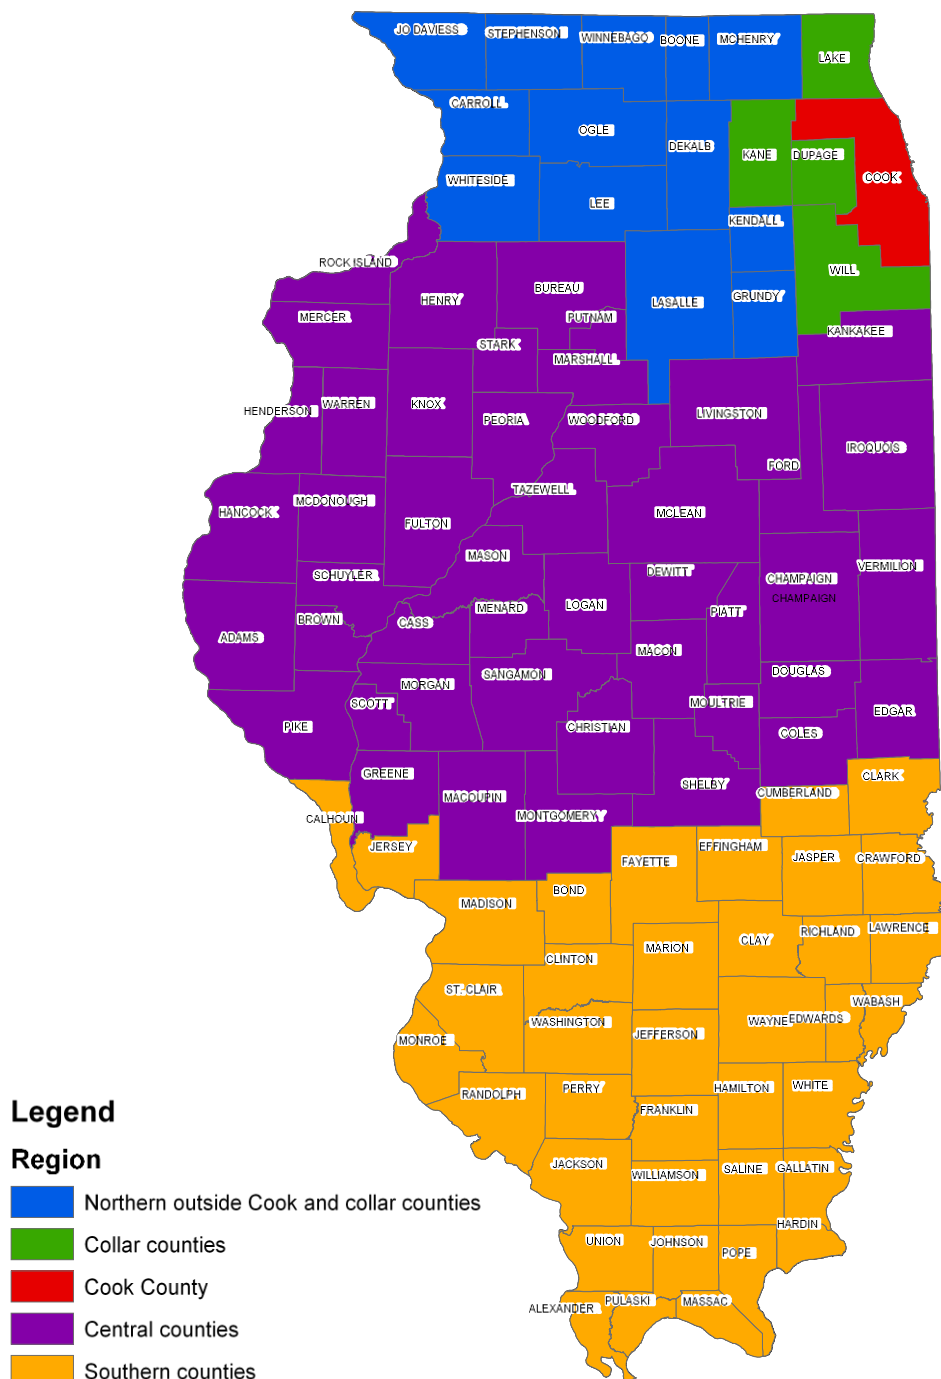 JO DAVIESS
STEPHENSON
WINNEBAGO
BOONE
MCHENRY
LAKE
CARROLL
OGLE
DEKALB
KANE
DUPAGE
COOK
WHITESIDE
LEE
KENDALL
ROCK ISLAND
WILL
HENRY
BUREAU
LASALLE
GRUNDY
MERCER
PUTNAM
KANKAKEE
STARK
MARSHALL
HENDERSON
WARREN
KNOX
PEORIA
WOODFORD
LIVINGSTON
IROQUOIS
FORD
TAZEWELL
HANCOCK
MCDONOUGH
FULTON
MCLEAN
MASON
SCHUYLER
DEWITT
CHAMPAIGN
VERMILION
CHAMPAIGN
ADAMS
BROWN
CASS
MENARD
LOGAN
PIATT
MACON
MORGAN
SANGAMON
DOUGLAS
PIKE
SCOTT
CHRISTIAN
MOULTRIE
EDGAR
COLES
GREENE
MACOUPIN
SHELBY
CUMBERLAND
CLARK
CALHOUN
MONTGOMERY
JERSEY
FAYETTE
EFFINGHAM
JASPER
CRAWFORD
MADISON
BOND
CLAY
RICHLAND
LAWRENCE
CLINTON
MARION
ST. CLAIR
WABASH
MONROE
WASHINGTON
JEFFERSON
WAYNE
EDWARDS
RANDOLPH
PERRY
HAMILTON
WHITE
FRANKLIN
JACKSON
WILLIAMSON
SALINE
GALLATIN
HARDIN
UNION
JOHNSON
POPE
ALEXANDER
PULASKI
MASSAC
Legend
Region
Northern outside Cook and collar counties
Collar counties
Cook County
Central counties
Southern counties